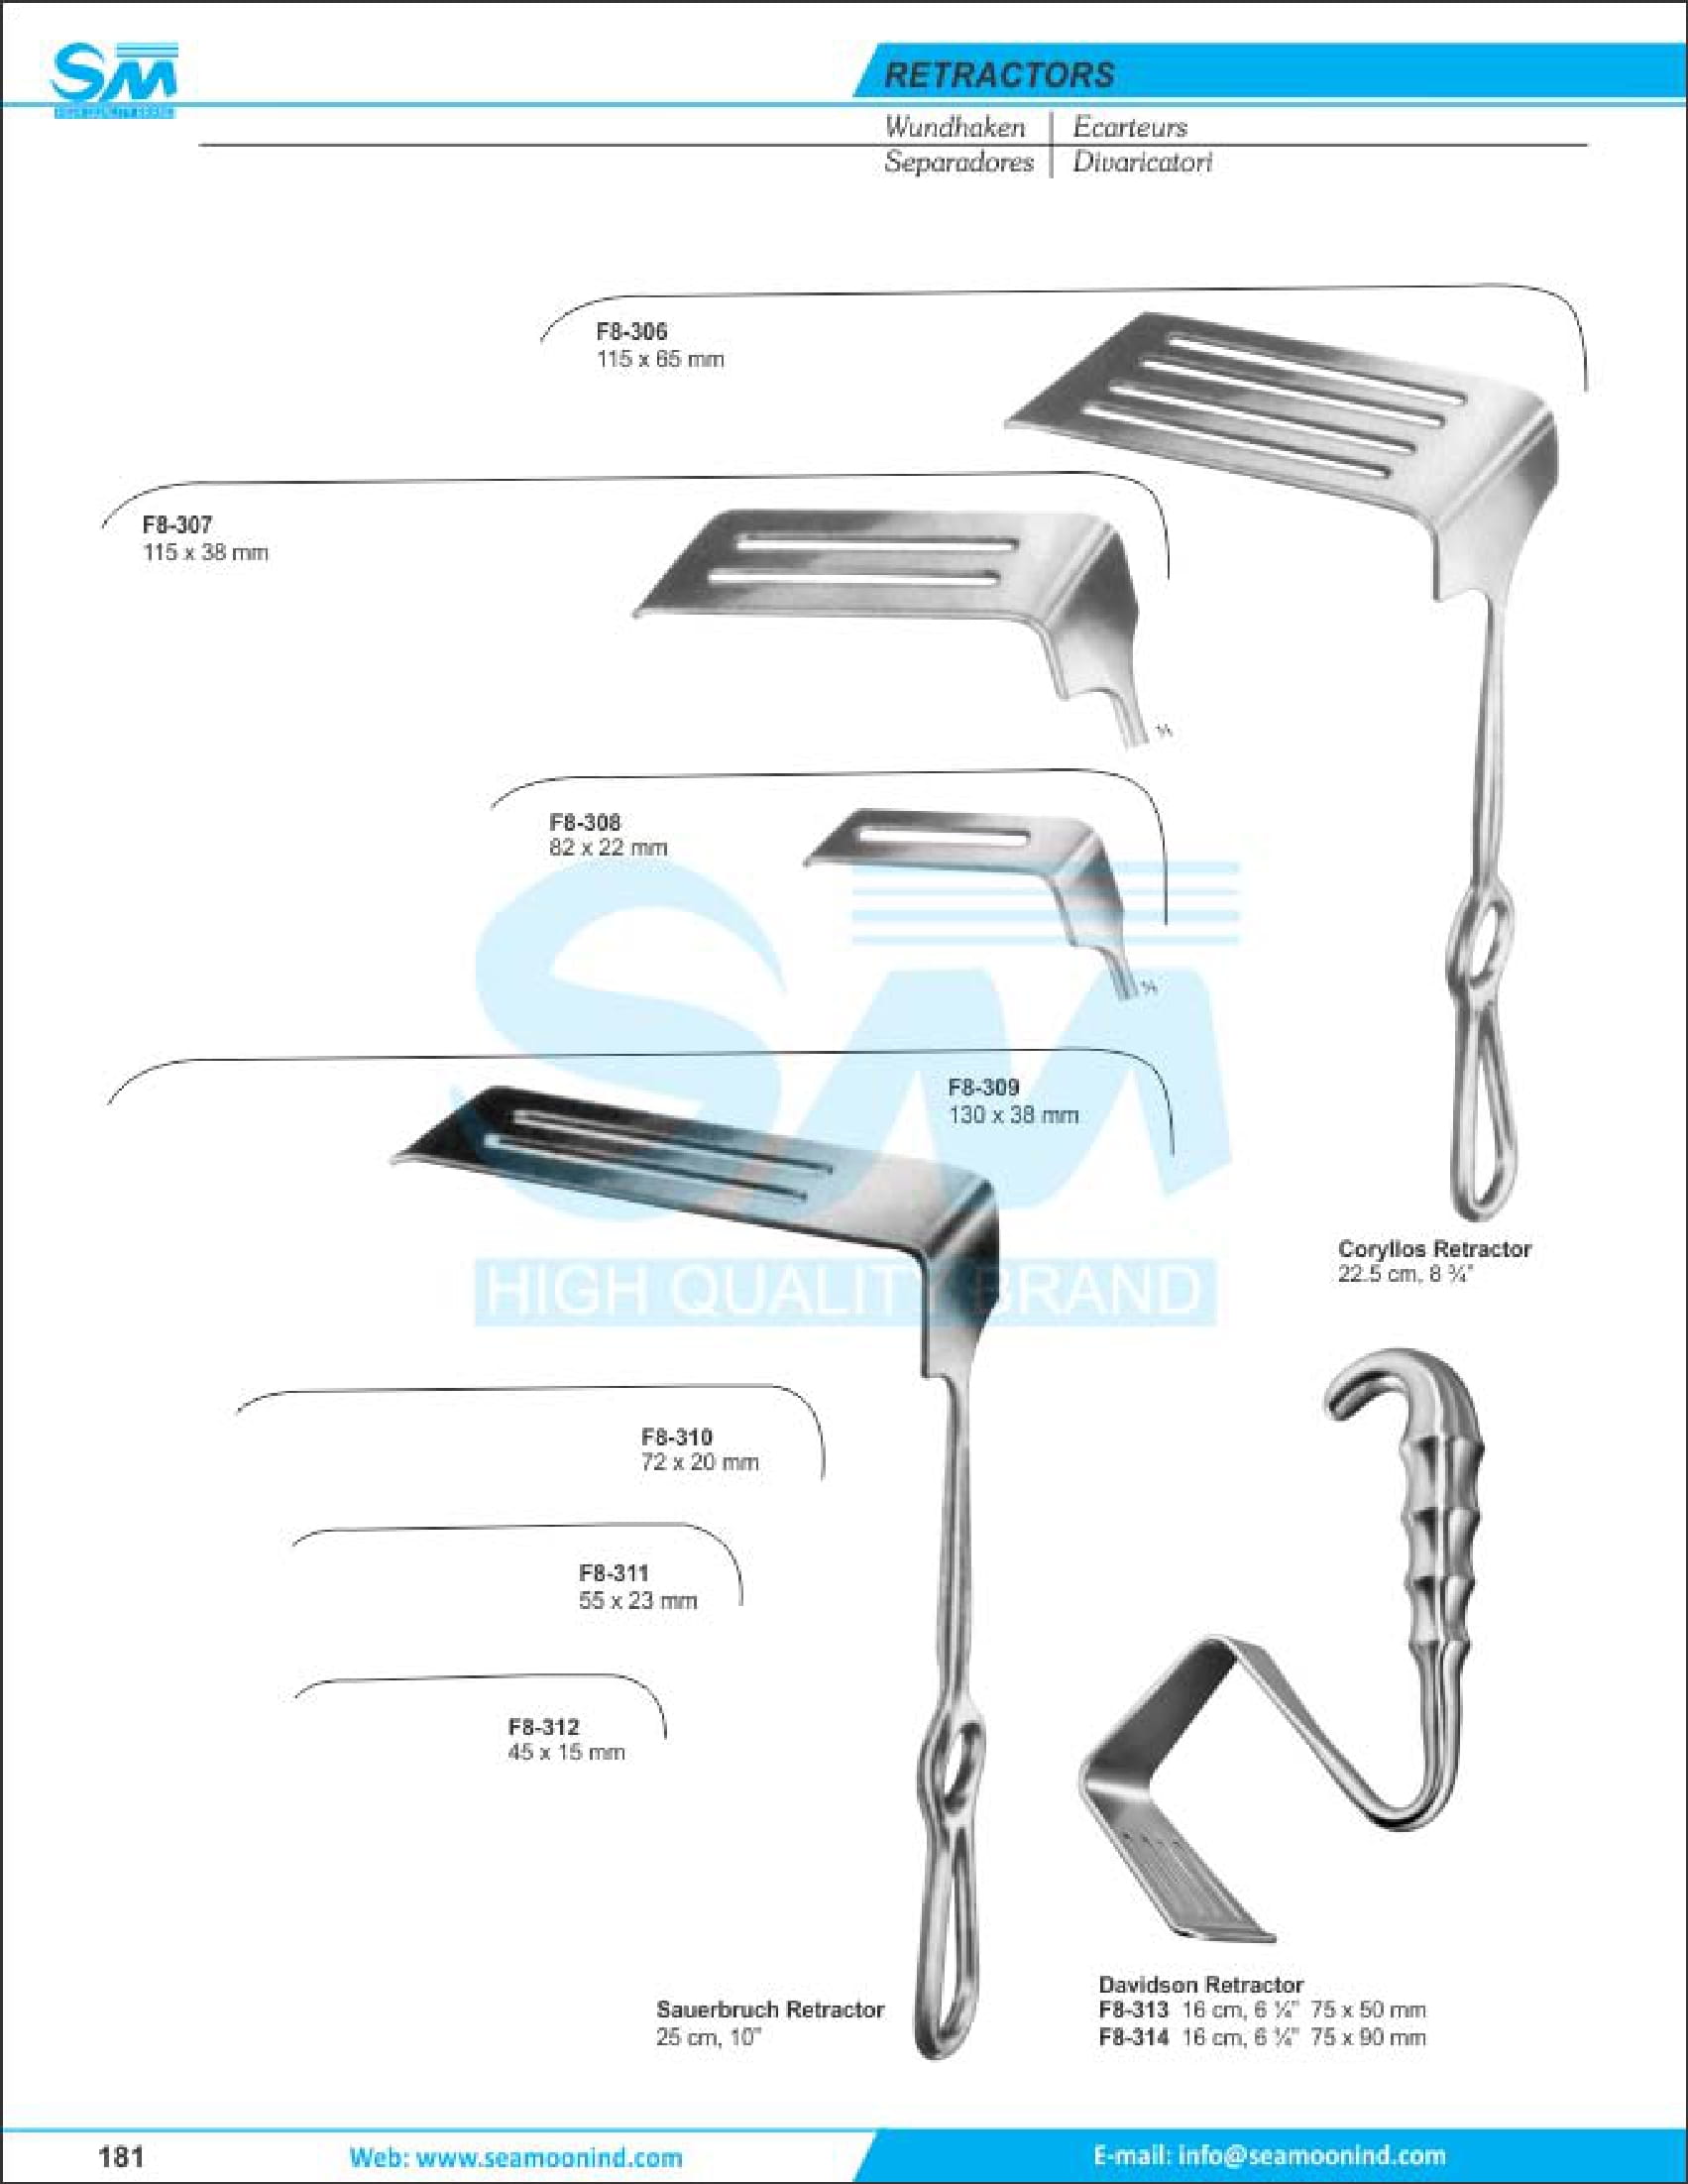 SM
RETRACTORS
Wundhaken
Ecarteurs
Separadores
Divaricatori
F8-306
115 x 65 mm
F8-307
115 x 38 mm
F8-308
82 x 22 mm
F8-309
130 x 38 mm
SM
HIGH QUALITY BRAND
Coryllos Retractor
22.5 cm, 8 ¾"
F8-310
72 x 20 mm
F8-311
55 x 23 mm
F8-312
45 x 15 mm
Sauerbruch Retractor
25 cm, 10"
Davidson Retractor
F8-313 16 cm, 6 75 x 50 mm
F8-314 16 cm, 6 75 x 90 mm
181
Web: www.seamoonind.com
E-mail: info@seamoonind.com